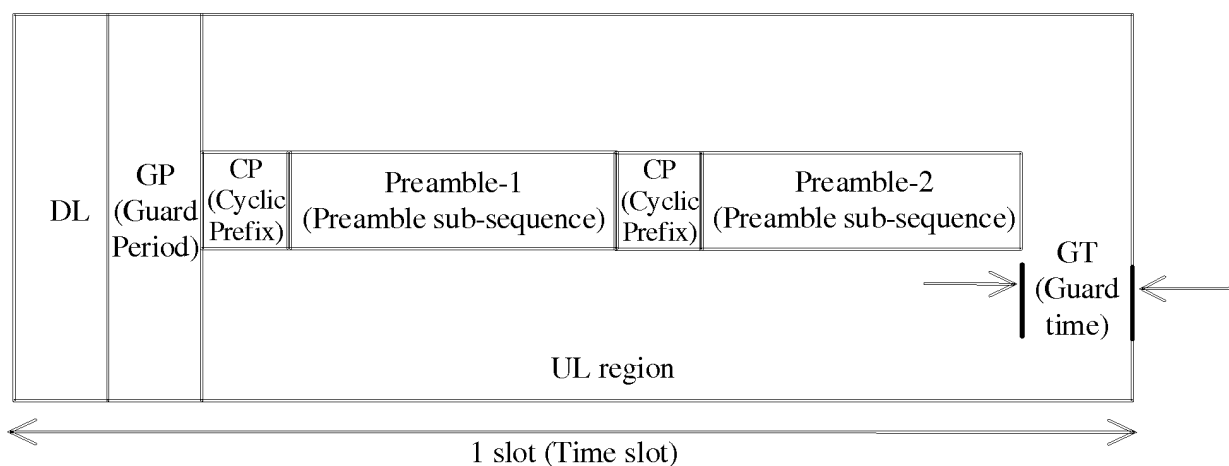 DL
GP
(Guard
Period)
CP
(Cyclic
Prefix)
Preamble-1
(Preamble sub-sequence)
CP
(Cyclic
Prefix)
Preamble-2
(Preamble sub-sequence)
GT
(Guard
time)
UL region
1 slot (Time slot)